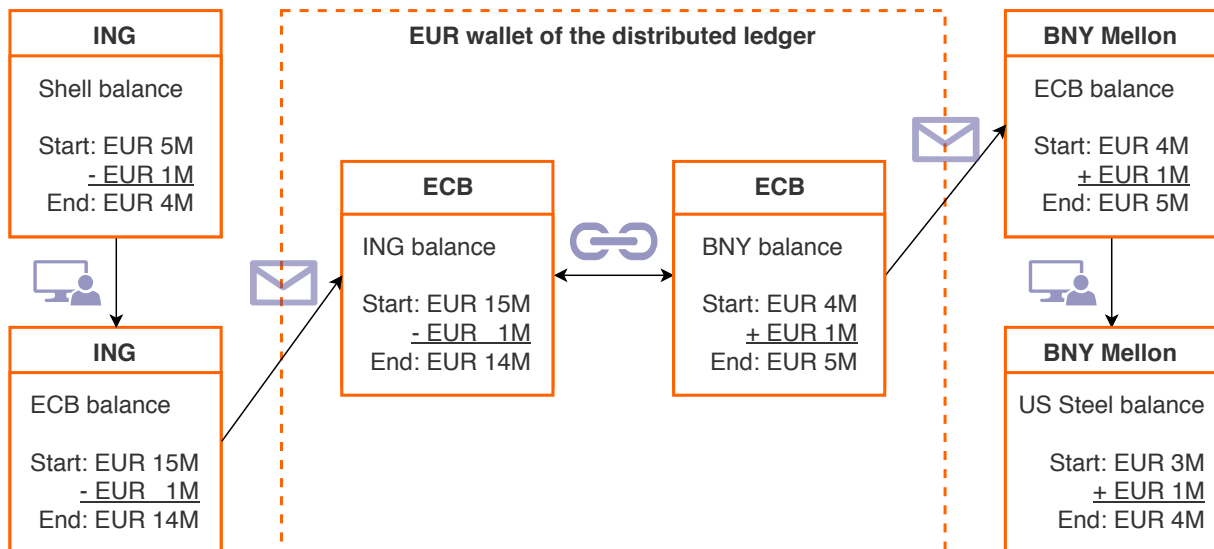 ING
Shell balance
Start: EUR 5M
- EUR 1M
End: EUR 4M
ING
ECB balance
Start: EUR 15M
- EUR 1M
End: EUR 14M
EUR wallet of the distributed ledger
ECB
ING balance
Start: EUR 15M
- EUR 1M
End: EUR 14M
ECB
BNY balance
Start: EUR 4M
+ EUR 1M
End: EUR 5M
BNY Mellon
ECB balance
Start: EUR 4M
+ EUR 1M
End: EUR 5M
BNY Mellon
US Steel balance
Start: EUR 3M
+ EUR 1M
End: EUR 4M